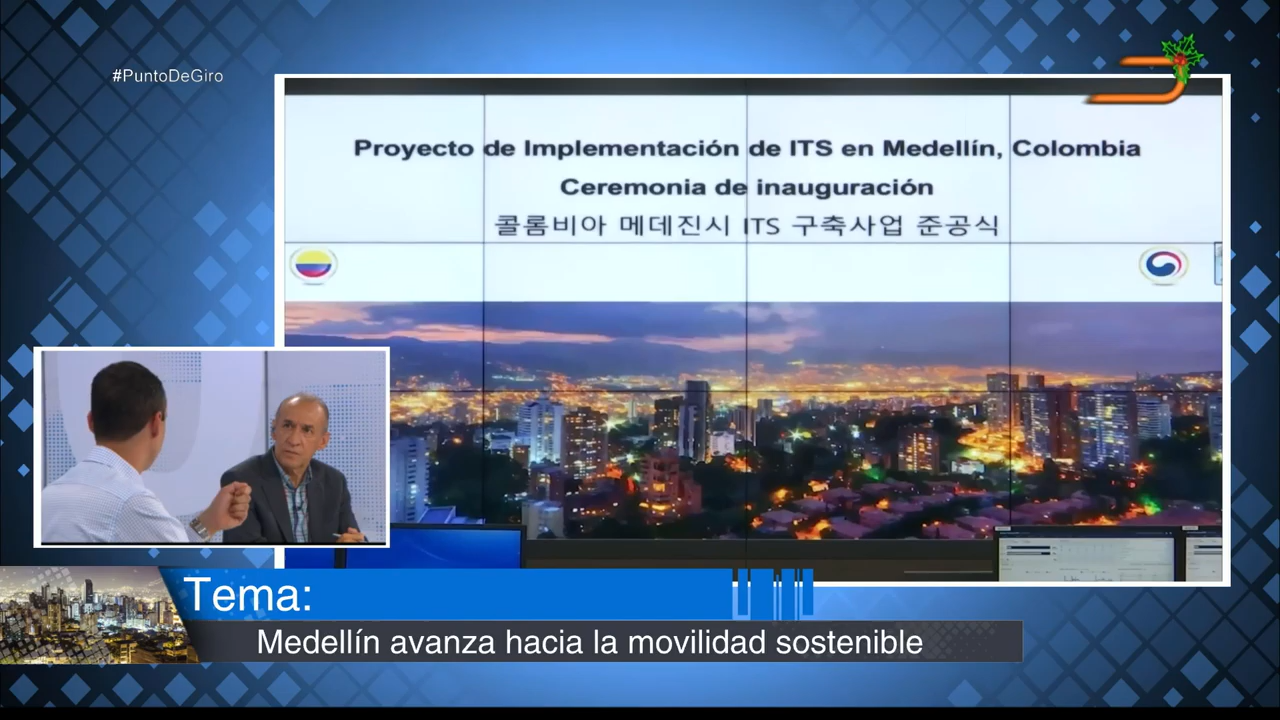 #PuntoDeGiro
Proyecto de Implementación de ITS en Medellín, Colombia
Ceremonia de inauguración
콜롬비아 메데진시 ITS 구축사업 준공식
Tema:
Medellín avanza hacia la movilidad sostenible